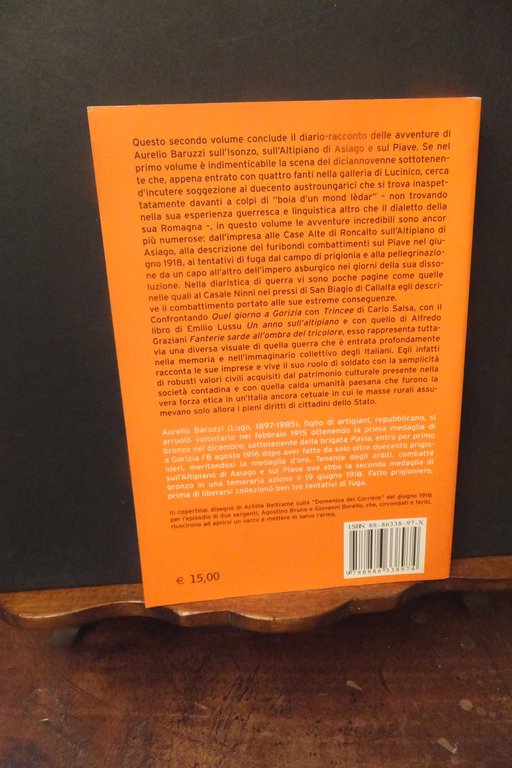 Questo secondo volume conclude il diario-racconto delle avventure di
Aurelio Baruzzi sull'Isonzo, sull'Altipiano di Asiago e sul Piave. Se nel
primo volume è indimenticabile la scena del diciannovenne sottotenen-
te che, appena entrato con quattro fanti nella galleria di Lucinico, cerca
d'incutere soggezione ai duecento austroungarici che si trova inaspet-
tatamente davanti a colpi di "boia d'un mond lèdar" – non trovando
nella sua esperienza guerresca e linguistica altro che il dialetto della
sua Romagna –, in questo volume le avventure incredibili sono ancor
più numerose: dall'impresa alle Case Alte di Roncalto sull'Altipiano di
Asiago, alla descrizione dei furibondi combattimenti sul Piave nel giu-
gno 1918, ai tentativi di fuga dal campo di prigionia e alla pellegrinazio-
ne da un capo all'altro dell'impero asburgico nei giorni della sua disso-
luzione. Nella diaristica di guerra vi sono poche pagine come quelle
nelle quali al Casale Ninni nei pressi di San Biagio di Callalta egli descri-
ve il combattimento portato alle sue estreme conseguenze.
Confrontando Quel giorno a Gorizia con Trincee di Carlo Salsa, con il
libro di Emilio Lussu Un anno sull'altipiano e con quello di Alfredo
Graziani Fanterie sarde all'ombra del tricolore, esso rappresenta tutta-
via una diversa visuale di quella guerra che è entrata profondamente
nella memoria e nell'immaginario collettivo degli Italiani. Egli infatti
racconta le sue imprese e vive il suo ruolo di soldato con la semplicità
di robusti valori civili acquisiti dal patrimonio culturale presente nella
società contadina e con quella calda umanità paesana che furono la
vera forza etica in un'Italia ancora cetuale in cui le masse rurali assu-
mevano solo allora i pieni diritti di cittadini dello Stato.
Aurelio Baruzzi (Lugo, 1897-1985), figlio di artigiani, repubblicano, si
arruolò volontario nel febbraio 1915 ottenendo la prima medaglia di
bronzo nel dicembre; sottotenente della brigata Pavia, entrò per primo
a Gorizia l'8 agosto 1916 dopo aver fatto da solo oltre duecento prigio-
nieri, meritandosi la medaglia d'oro. Tenente degli arditi, combatté
sull'Altipiano di Asiago e sul Piave ove ebbe la seconda medaglia di
bronzo in una temeraria azione il 19 giugno 1918. Fatto prigioniero,
prima di liberarsi collezionò ben tre tentativi di fuga.
In copertina: disegno di Achille Beltrame sulla "Domenica del Corriere" del giugno 1918
per l'episodio di due sergenti, Agostino Bruno e Giovanni Borello, che, circondati e feriti,
riuscirono ad aprirsi un varco e mettere in salvo l'arma.
ISBN 88-86338-97-X
9 788886 338974
€ 15,00